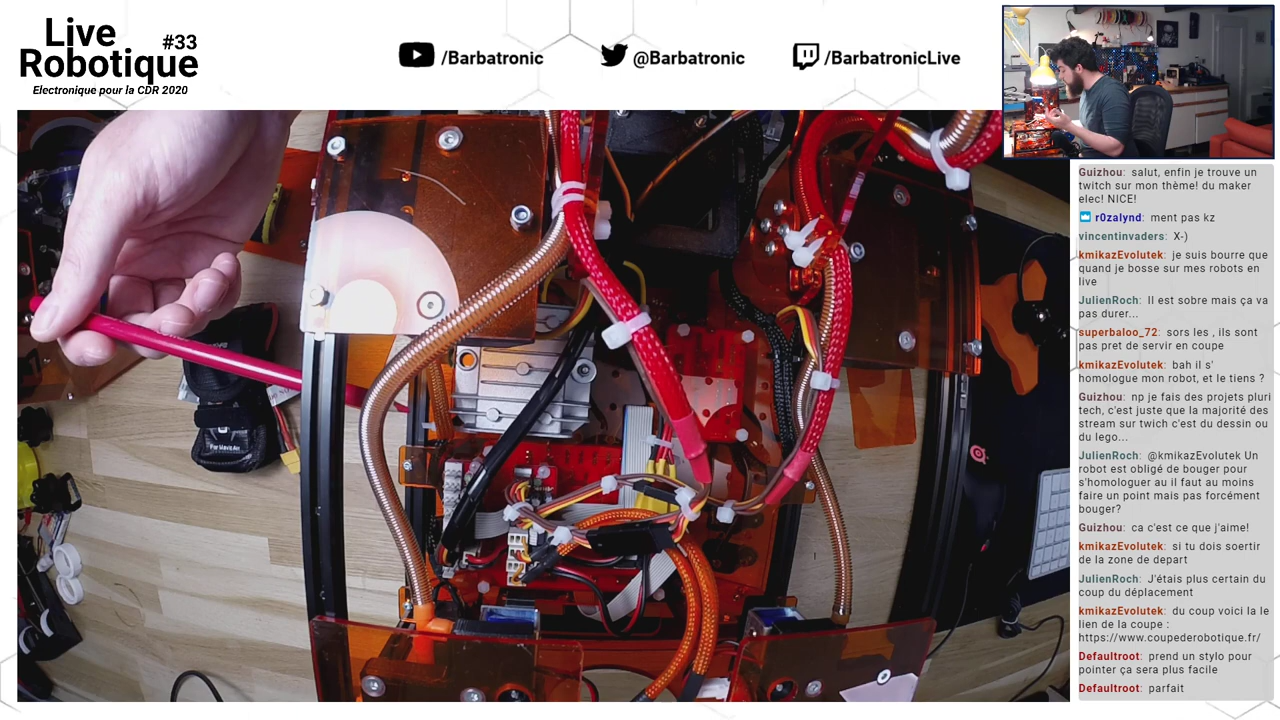 Live
Robotique #33
Electronique pour la CDR 2020
/Barbatronic
@Barbatronic
/BarbatronicLive
Guizhou: salut, enfin je trouve un
twitch sur mon thème! du maker
elec! NICE!
r0zalynd: ment pas kz
vincentinvaders: X-)
kmikazEvolutek: je suis bourre que
quand je bosse sur mes robots en
live
JulienRoch: Il est sobre mais ça va
pas durer...
superbaloo_72: sors les , ils sont
pas pret de servir en coupe
kmikazEvolutek: bah il s'
homologue mon robot, et le tiens ?
Guizhou: np je fais des projets pluri
tech, c'est juste que la majorité des
stream sur twich c'est du dessin ou
du lego...
JulienRoch: @kmikazEvolutek Un
robot est obligé de bouger pour
s'homologuer au il faut au moins
faire un point mais pas forcément
bouger?
Guizhou: ca c'est ce que j'aime!
kmikazEvolutek: si tu dois soertir
de la zone de depart
JulienRoch: J'étais plus certain du
coup du déplacement
kmikazEvolutek: du coup voici la le
lien de la coupe :
https://www.coupederobotique.fr/
Defaultroot: prend un stylo pour
pointer ça sera plus facile
Defaultroot: parfait